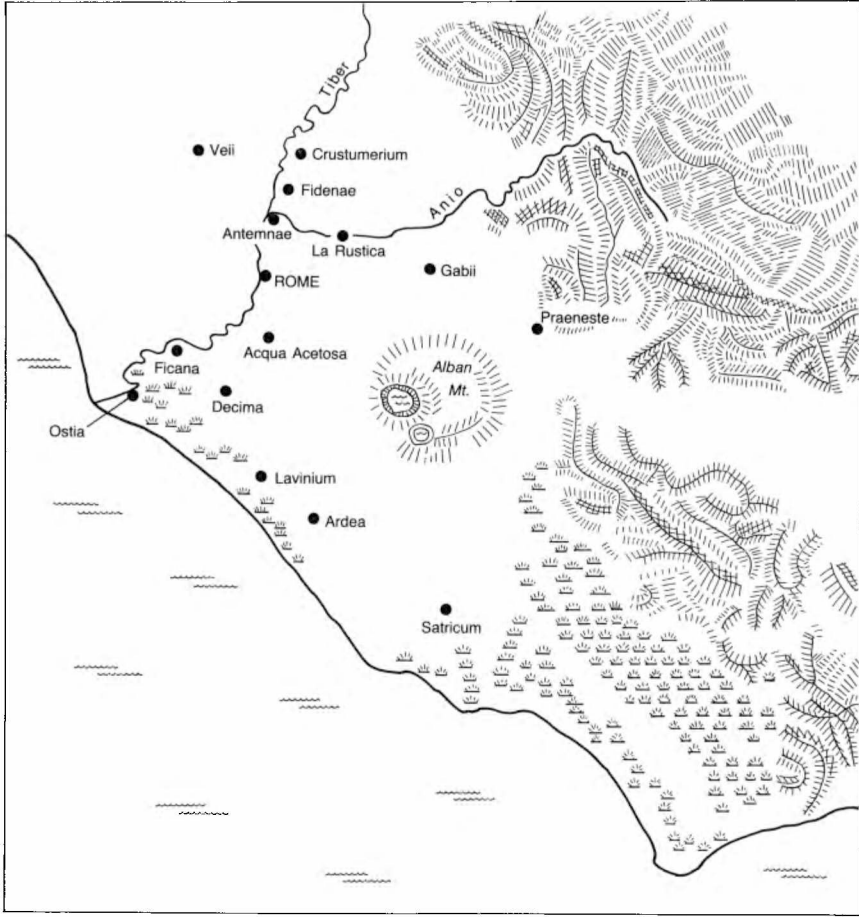 Tiber
Veii
Crustumerium
Fidenae
Anio
Antemnae
La Rustica
ROME
Gabii
Praeneste
Acqua Acetosa
Ficana
Alban
Mt.
Decima
Ostia
Lavinium
Ardea
Satricum